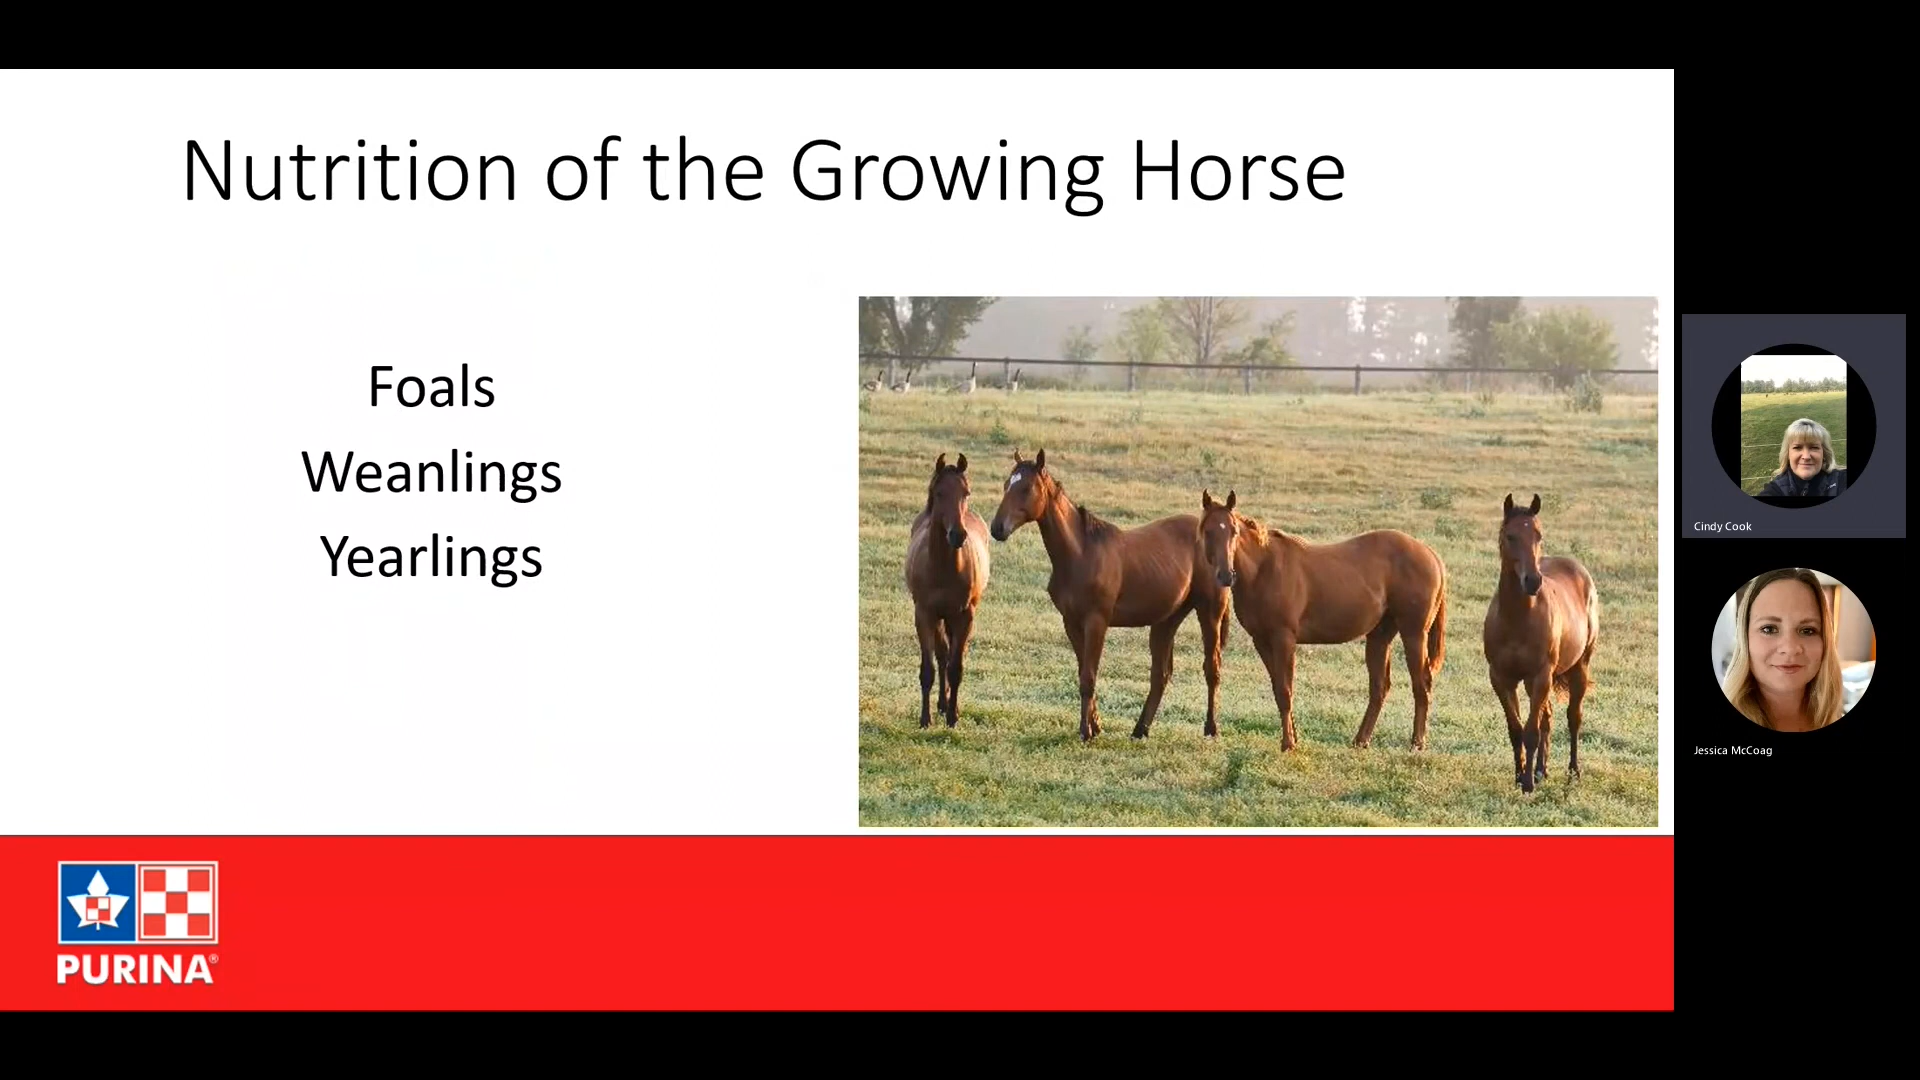 Nutrition of the Growing Horse
Foals
Weanlings
Yearlings
PURINA®
Cindy Cook
Jessica McCoag